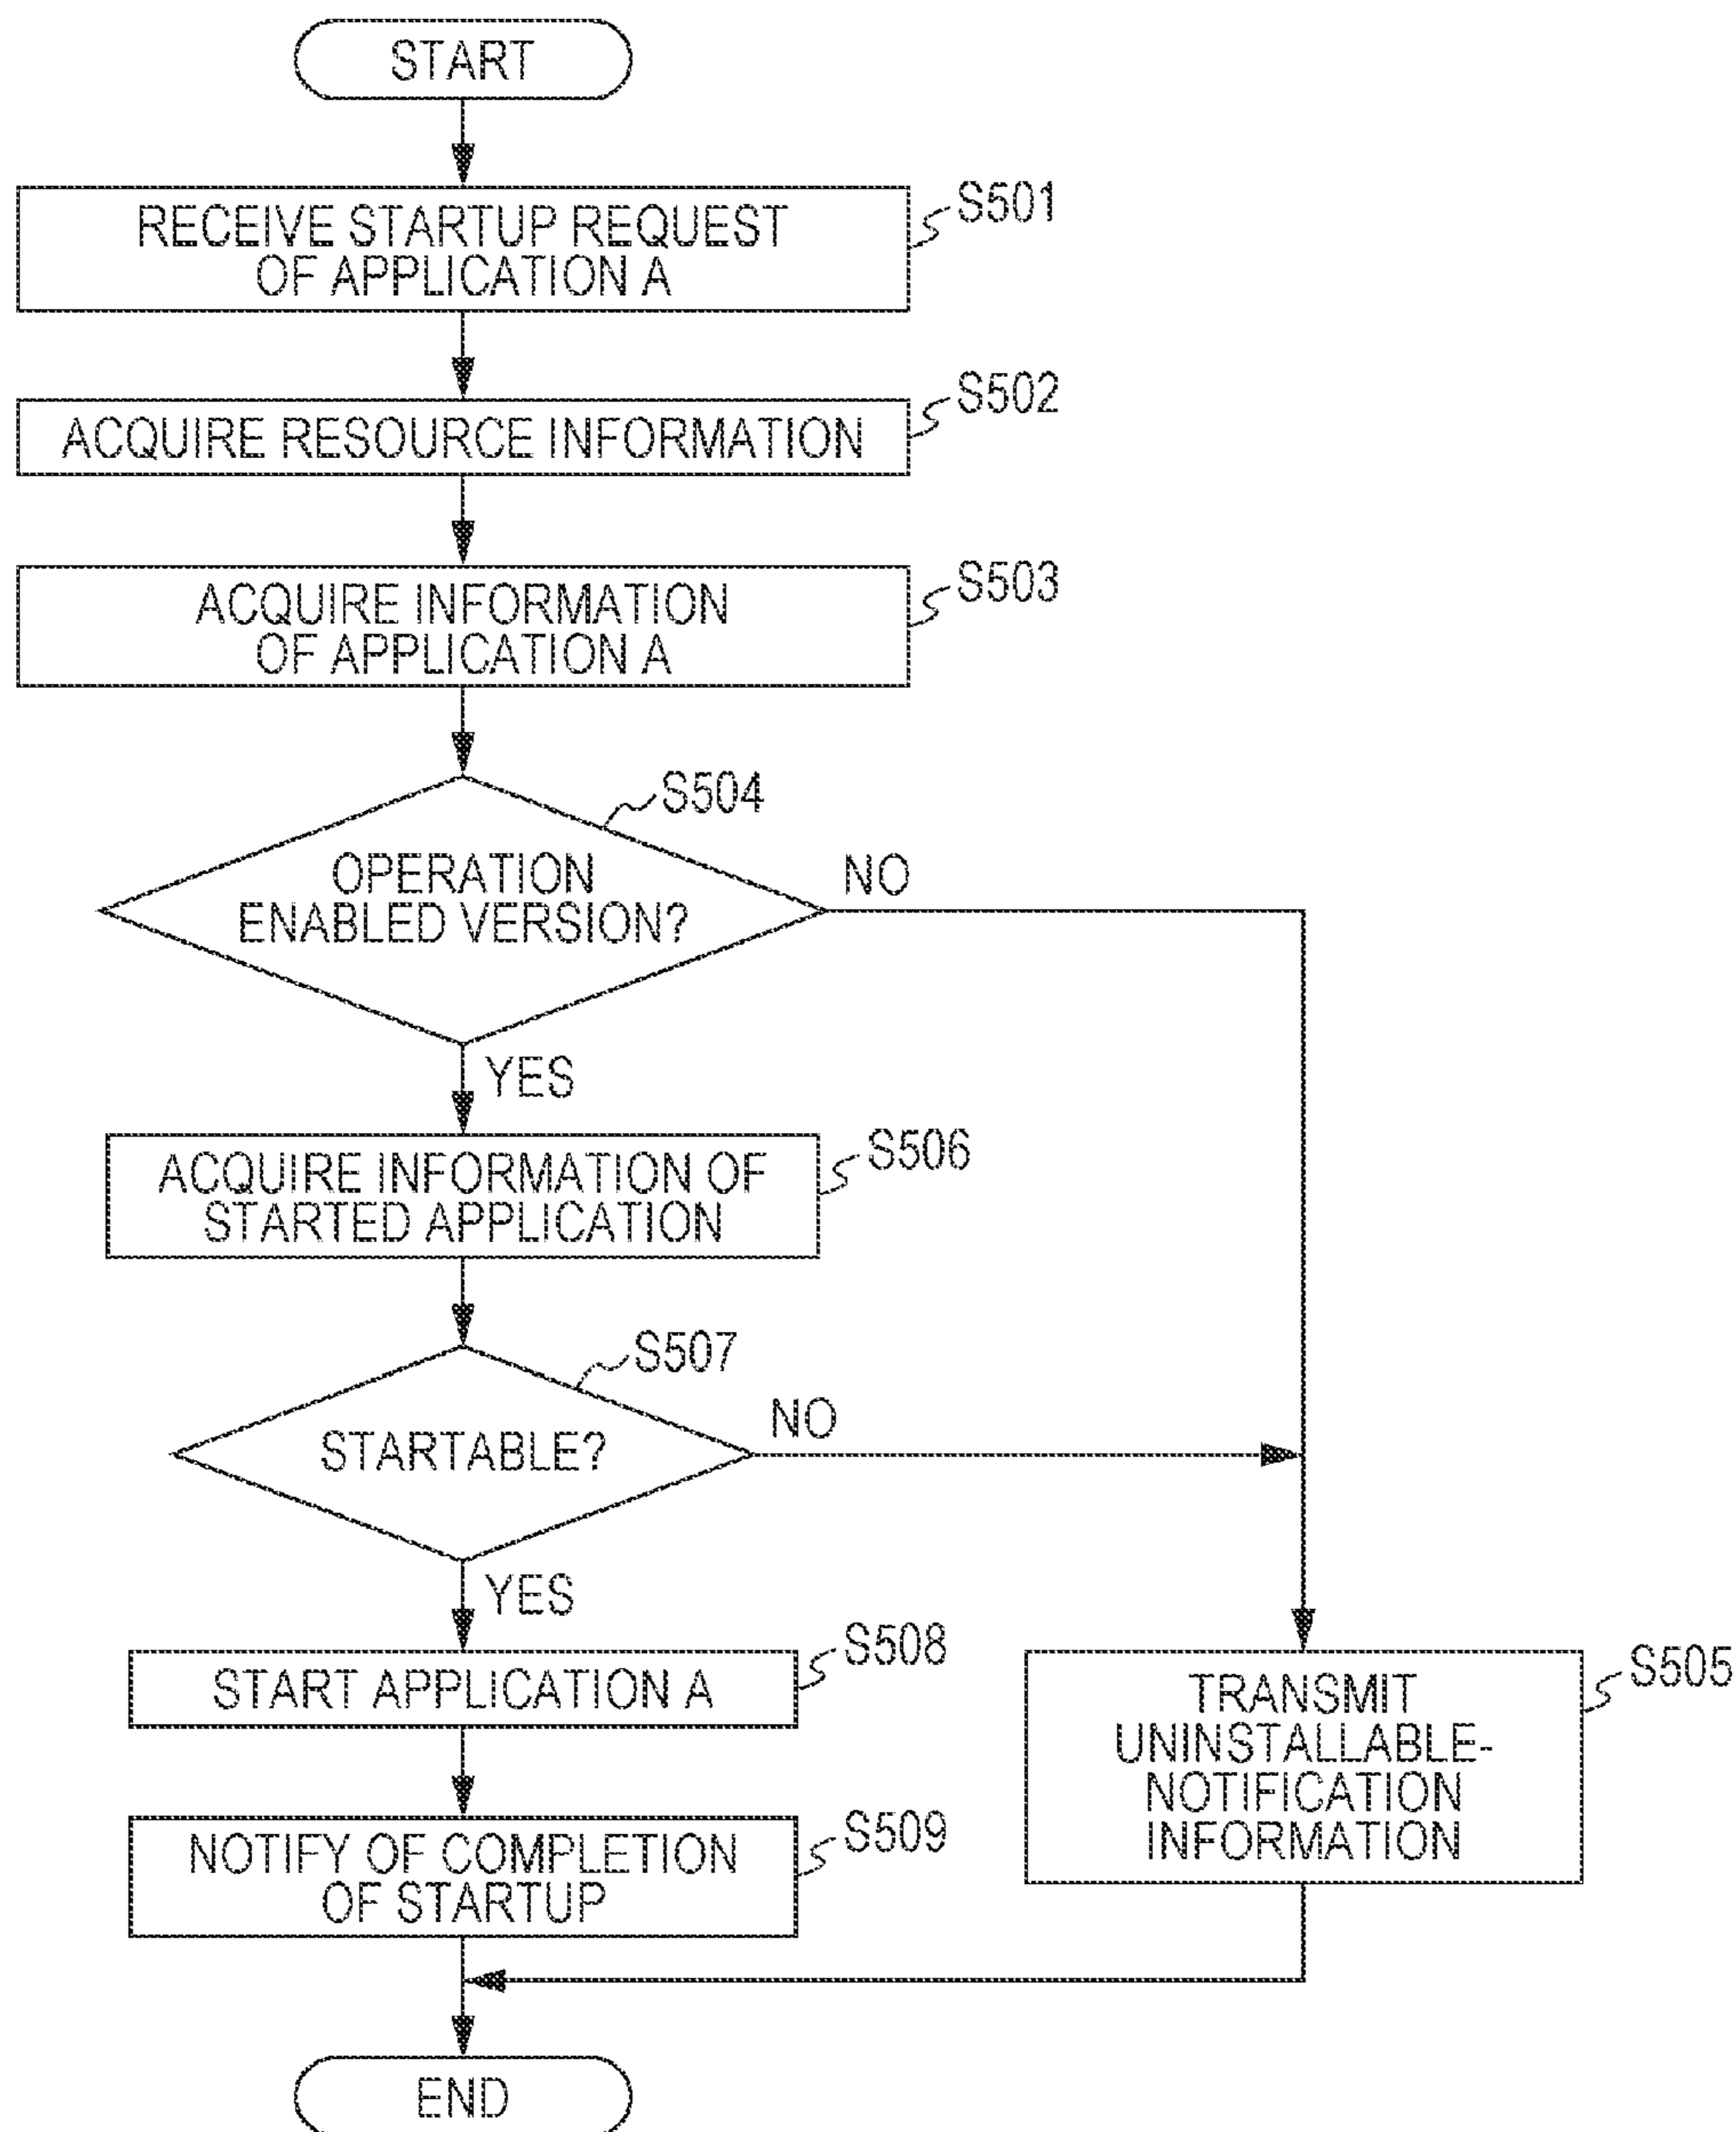 START
RECEIVE STARTUP REQUEST
OF APPLICATION A
S501
ACQUIRE RESOURCE INFORMATION
S502
ACQUIRE INFORMATION
OF APPLICATION A
S503
S504
OPERATION
ENABLED VERSION?
NO
YES
ACQUIRE INFORMATION OF
STARTED APPLICATION
S506
S507
STARTABLE?
NO
YES
START APPLICATION A
S508
NOTIFY OF COMPLETION
OF STARTUP
S509
TRANSMIT
UNINSTALLABLE-
NOTIFICATION
INFORMATION
S505
END